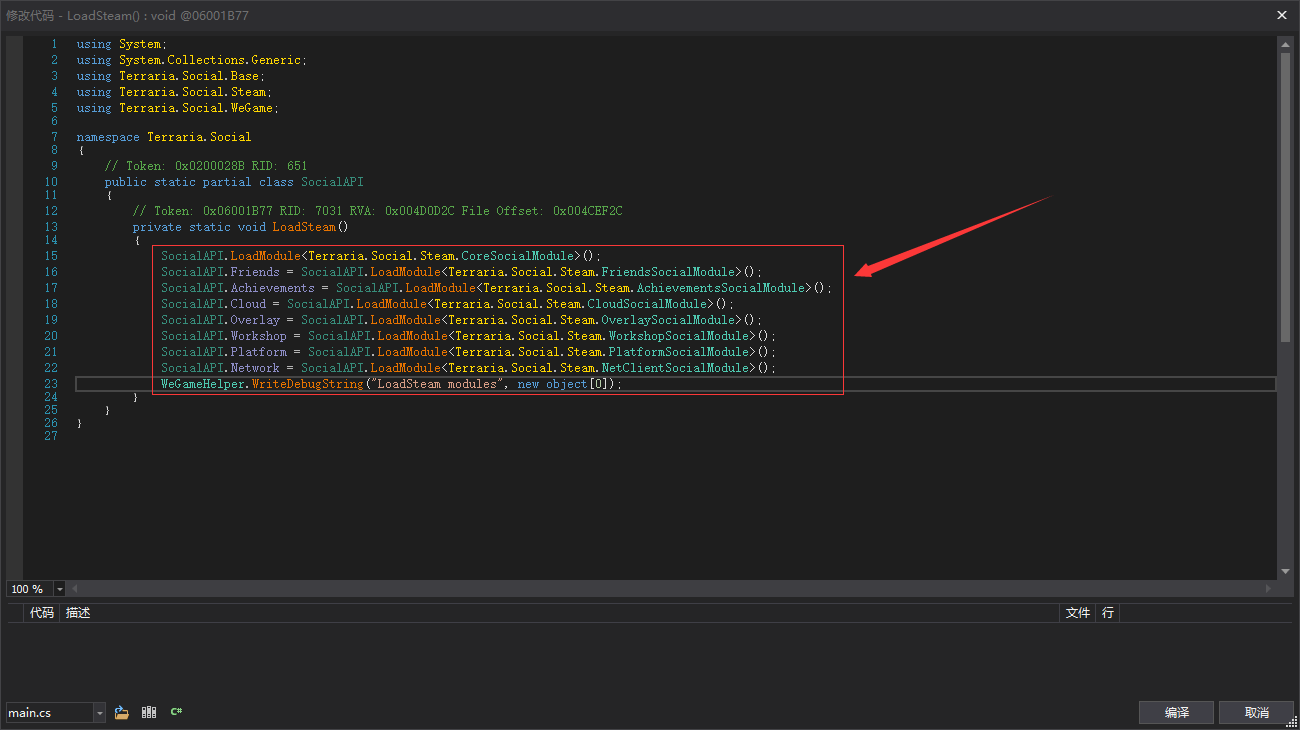 修改代码 - LoadSteam() : void @06001B77
1 using System;
2 using System.Collections.Generic;
3 using Terraria.Social.Base;
4 using Terraria.Social.Steam;
5 using Terraria.Social.WeGame;
6
7 namespace Terraria.Social
8 {
9 // Token: 0x0200028B RID: 651
10 public static partial class SocialAPI
11 {
12 // Token: 0x06001B77 RID: 7031 RVA: 0x004D0D2C File Offset: 0x004CEF2C
13 private static void LoadSteam()
14 {
15 SocialAPI.LoadModule<Terraria.Social.Steam.CoreSocialModule>();
16 SocialAPI.Friends = SocialAPI.LoadModule<Terraria.Social.Steam.FriendsSocialModule>();
17 SocialAPI.Achievements = SocialAPI.LoadModule<Terraria.Social.Steam.AchievementsSocialModule>();
18 SocialAPI.Cloud = SocialAPI.LoadModule<Terraria.Social.Steam.CloudSocialModule>();
19 SocialAPI.Overlay = SocialAPI.LoadModule<Terraria.Social.Steam.OverlaySocialModule>();
20 SocialAPI.Workshop = SocialAPI.LoadModule<Terraria.Social.Steam.WorkshopSocialModule>();
21 SocialAPI.Platform = SocialAPI.LoadModule<Terraria.Social.Steam.PlatformSocialModule>();
22 SocialAPI.Network = SocialAPI.LoadModule<Terraria.Social.Steam.NetClientSocialModule>();
23 WeGameHelper.WriteDebugString("LoadSteam modules", new object[0]);
24 }
25 }
26 }
27
100 %
代码 描述 文件 行
main.cs C# 编译 取消